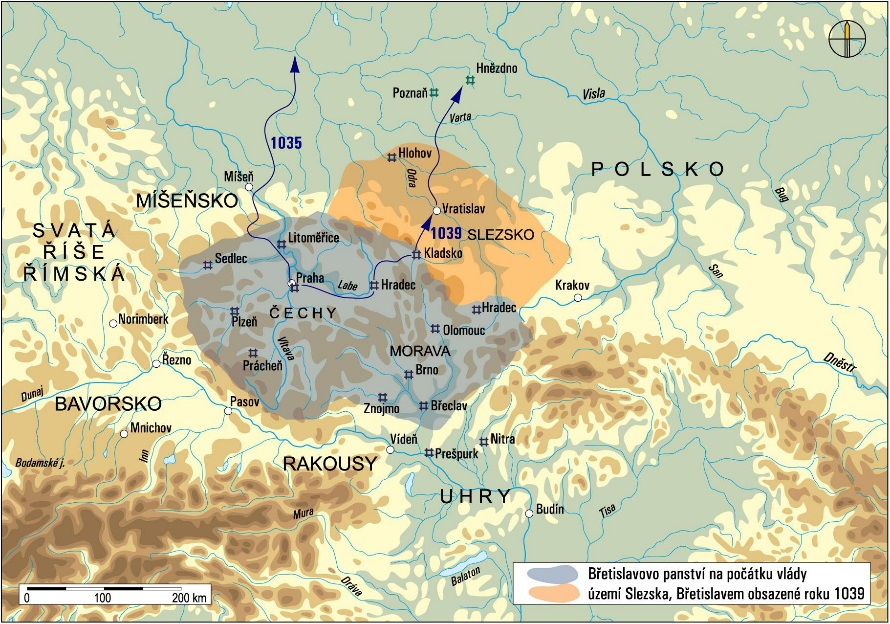 Hnězdno
Poznaň
Visla
Varta
1035
Hlohov
POLSKO
Odra
Míšeň
Bug
MÍŠEŇSKO
Vratislav
SVATÁ
ŘÍŠE
ŘÍMSKÁ
1039
SLEZSKO
Litoměřice
Kladsko
Sedlec
San
Praha
Labe
Hradec
Krakov
Hradec
ČECHY
Norimberk
Plzeň
Olomouc
Vltava
MORAVA
Prácheň
Řezno
Brno
Dněstr
Dunaj
BAVORSKO
Pasov
Znojmo
Břeclav
Mnichov
Vídeň
Nitra
Prešpurk
Inn
Bodamské j.
RAKOUSY
UHRY
Budín
Mura
Tisa
Dráva
Balaton
Břetislavovo panství na počátku vlády
území Slezska, Břetislavem obsazené roku 1039
0 100 200 km